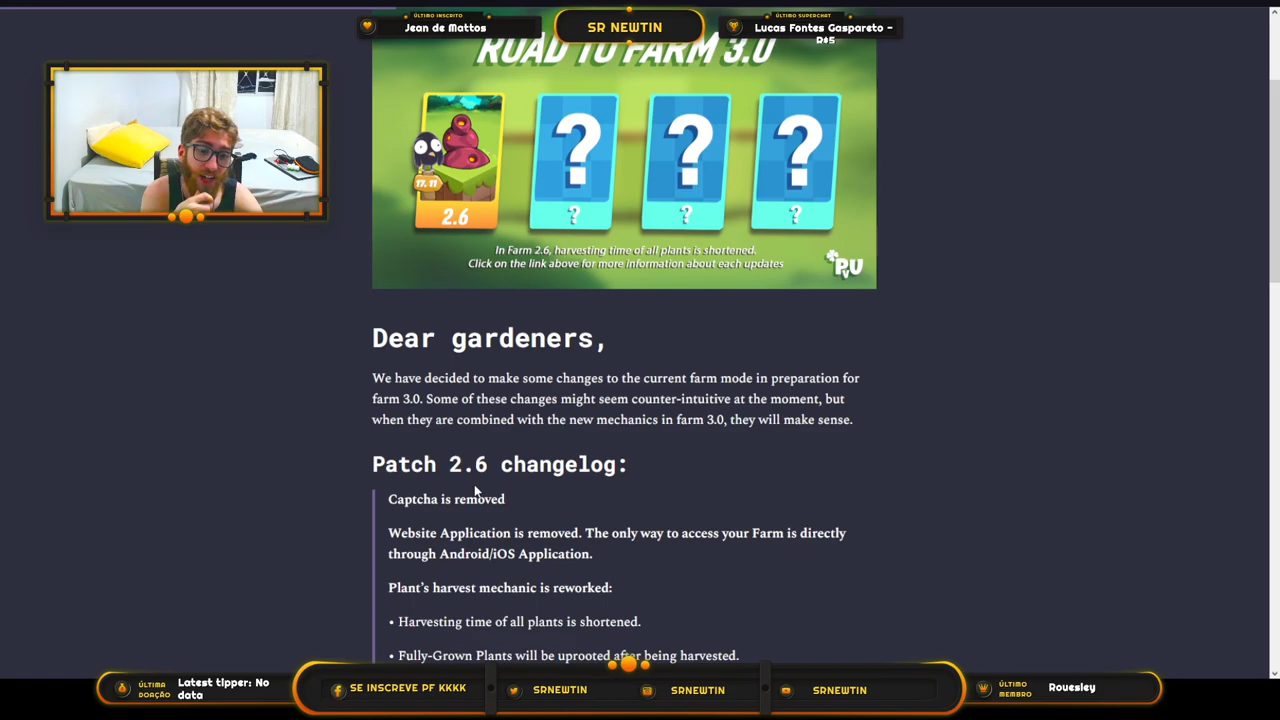 ÚLTIMO INSCRITO
Jean de Mattos
SR NEWTIN
ÚLTIMO SUPERCHAT
Lucas Fontes Gaspareto -
R$5
ROAD TO FARM 3.0
17.11
2.6
?
?
?
?
?
?
In Farm 2.6, harvesting time of all plants is shortened.
Click on the link above for more information about each updates
PVU
Dear gardeners,
We have decided to make some changes to the current farm mode in preparation for
farm 3.0. Some of these changes might seem counter-intuitive at the moment, but
when they are combined with the new mechanics in farm 3.0, they will make sense.
Patch 2.6 changelog:
Captcha is removed
Website Application is removed. The only way to access your Farm is directly
through Android/iOS Application.
Plant’s harvest mechanic is reworked:
• Harvesting time of all plants is shortened.
• Fully-Grown Plants will be uprooted after being harvested.
ÚLTIMA
DOAÇÃO
Latest tipper: No
data
SE INSCREVE PF KKKK
SRNEWTIN
SRNEWTIN
SRNEWTIN
ÚLTIMO
MEMBRO
Rouesley